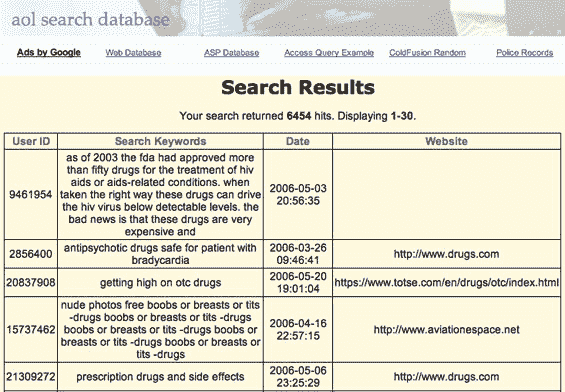 aol search database
Ads by Google Web Database ASP Database Access Query Example ColdFusion Random Police Records
Search Results
Your search returned 6454 hits. Displaying 1-30.
User ID Search Keywords Date Website
as of 2003 the fda had approved more
than fifty drugs for the treatment of hiv
aids or aids-related conditions. when
taken the right way these drugs can drive
the hiv virus below detectable levels. the
bad news is that these drugs are very
expensive and
9461954
2006-05-03
20:56:35
antipsychotic drugs safe for patient with
bradycardia
2856400
2006-03-26
09:46:41
http://www.drugs.com
20837908 getting high on otc drugs
2006-05-20
19:01:04
https://www.totse.com/en/drugs/otc/index.html
nude photos free boobs or breasts or tits
-drugs boobs or breasts or tits -drugs
boobs or breasts or tits -drugs boobs or
breasts or tits -drugs boobs or breasts or
tits -drugs
15737462
2006-04-16
22:57:15
http://www.aviationespace.net
21309272 prescription drugs and side effects
2006-05-06
23:25:29
http://www.drugs.com